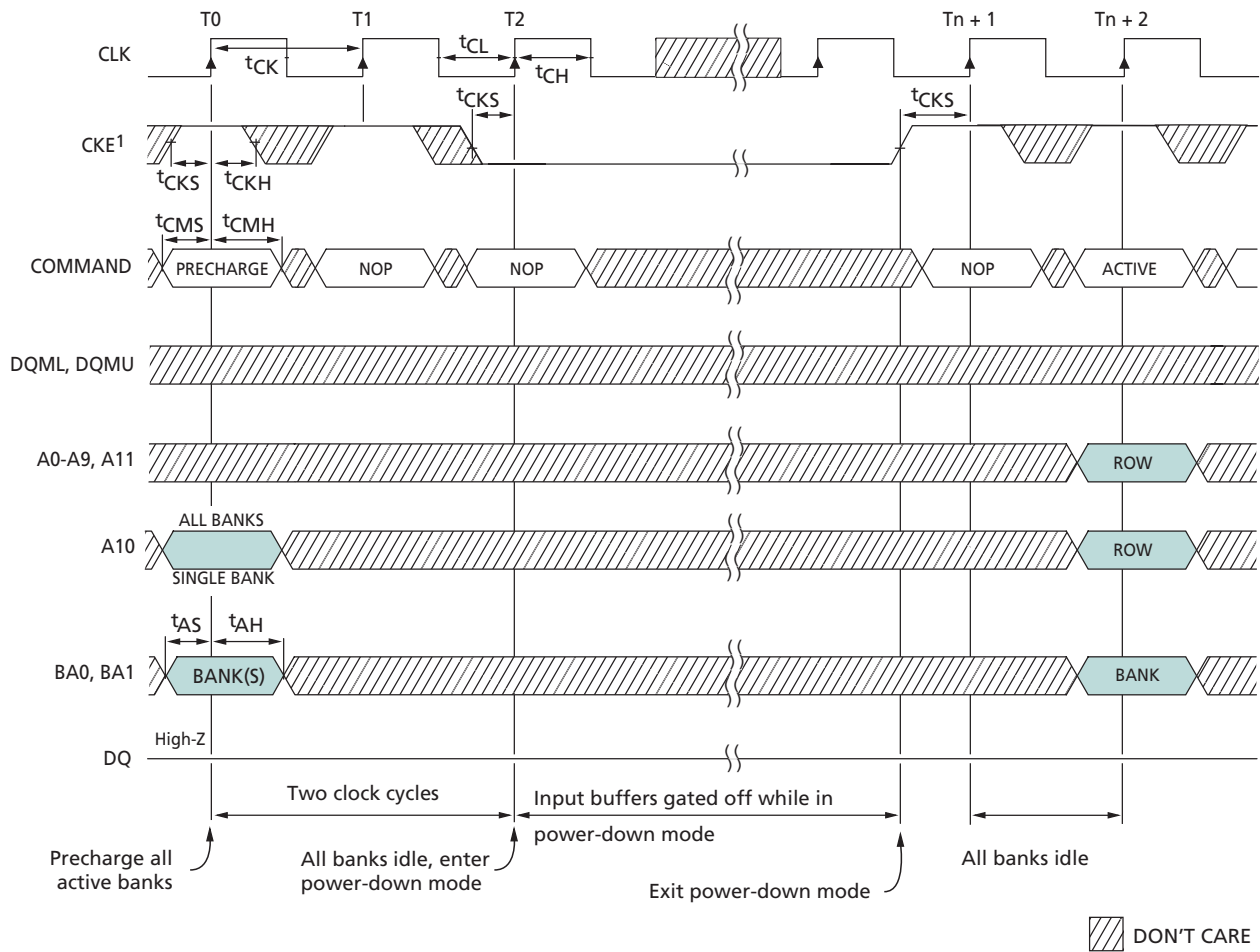 T0 T1 T2 Tn + 1 Tn + 2
CLK
tCK
tCL
tCH
tCKS
tCKS
CKE1
tCKS
tCKH
tCMS
tCMH
COMMAND
PRECHARGE NOP NOP NOP ACTIVE
DQML, DQMU
A0-A9, A11
ROW
ALL BANKS
A10
ROW
SINGLE BANK
tAS
tAH
BA0, BA1
BANK(S)
BANK
High-Z
DQ
Two clock cycles
Input buffers gated off while in
power-down mode
Precharge all
active banks
All banks idle, enter
power-down mode
Exit power-down mode
All banks idle
DON'T CARE